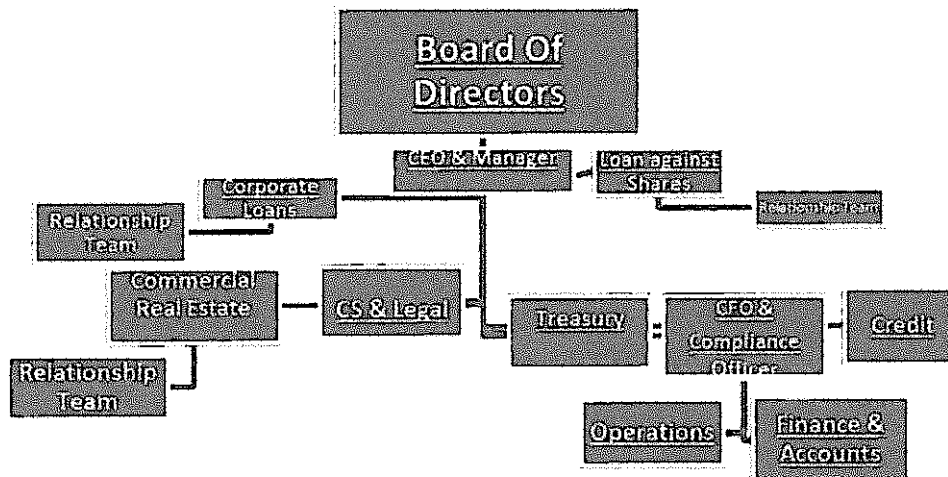 Board Of
Directors
CEO & Manager
Loan against
Shares
Corporate
Loans
Relationship Team
Relationship
Team
Commercial
Real Estate
CS & Legal
Treasury
CFO &
Compliance
Officer
Credit
Relationship
Team
Operations
Finance &
Accounts